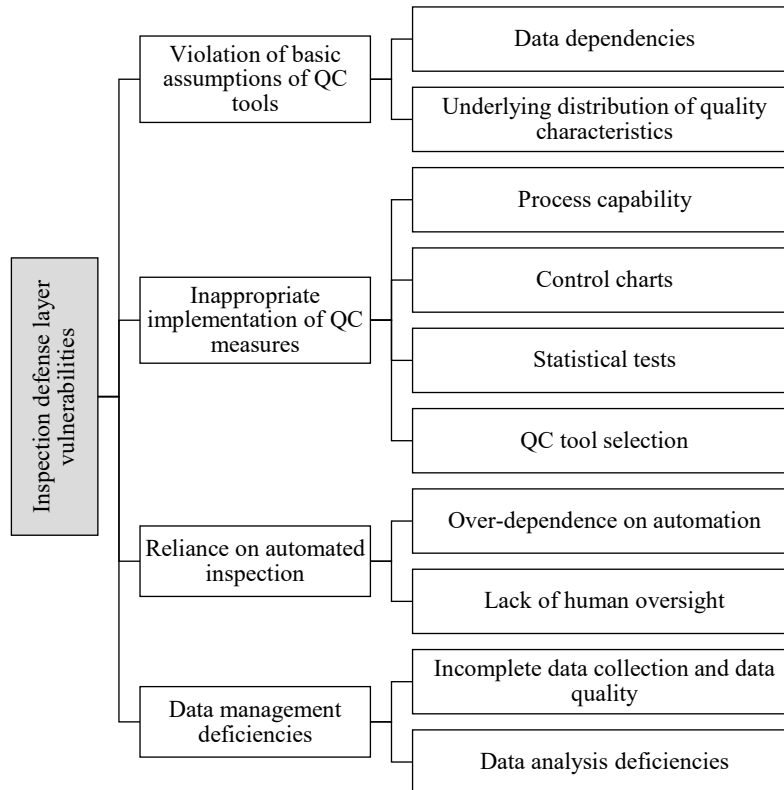 Inspection defense layer
vulnerabilities
Violation of basic
assumptions of QC
tools
Data dependencies
Underlying distribution of quality
characteristics
Inappropriate
implementation of QC
measures
Process capability
Control charts
Statistical tests
QC tool selection
Reliance on automated
inspection
Over-dependence on automation
Lack of human oversight
Data management
deficiencies
Incomplete data collection and data
quality
Data analysis deficiencies